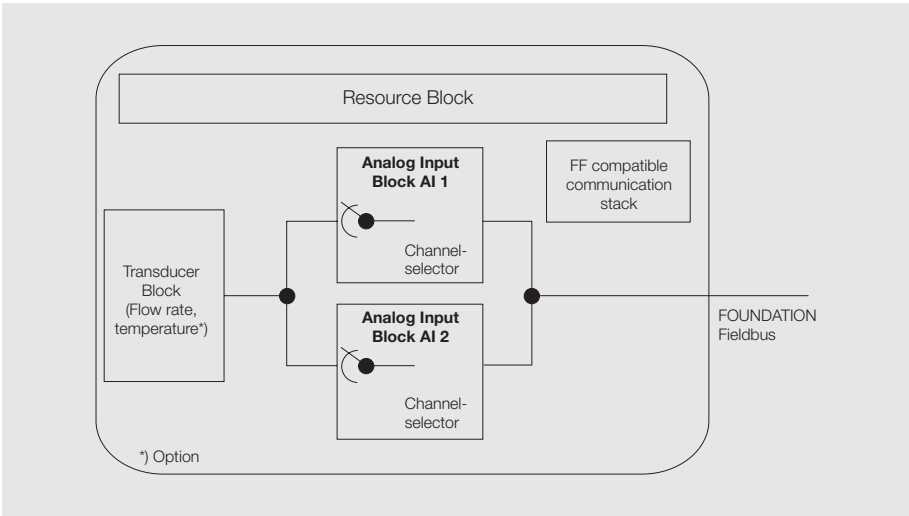 Resource Block
Analog Input
Block AI 1
FF compatible
communication
stack
Channel-
selector
Transducer
Block
(Flow rate,
temperature*)
Analog Input
Block AI 2
FOUNDATION
Fieldbus
Channel-
selector
*) Option